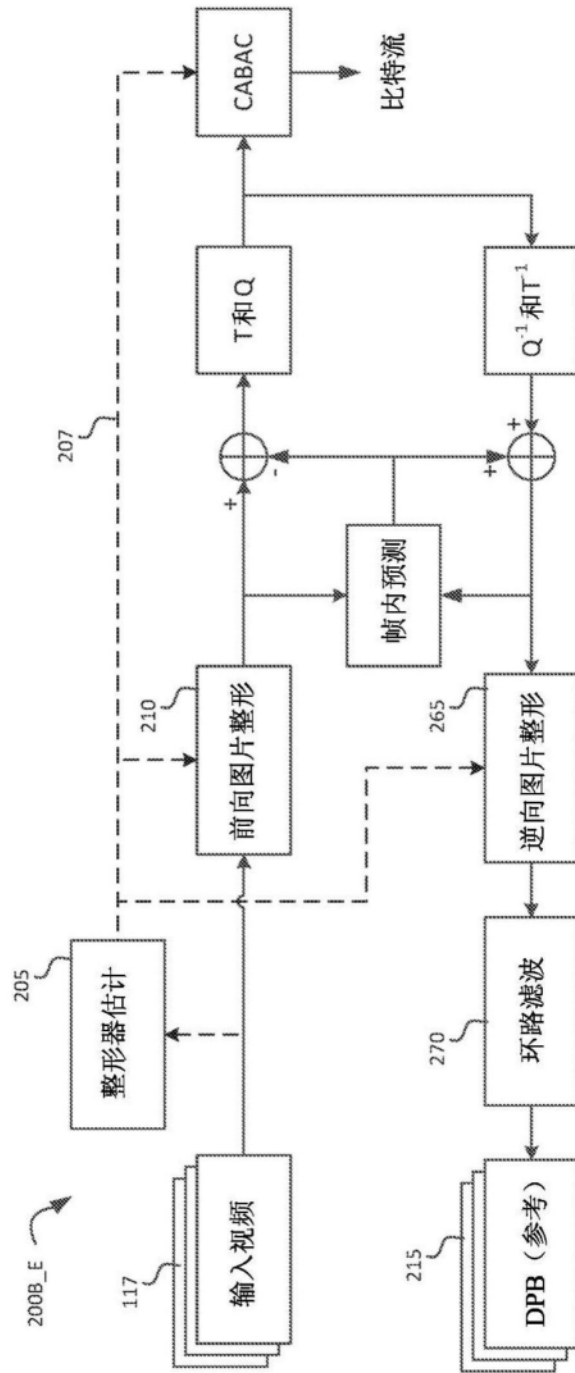 200B_E
117
输入视频
205
整形器估计
207
210
前向图片整形
+
-
T和Q
CABAC
比特流
帧内预测
+
+
Q⁻¹和T⁻¹
265
逆向图片整形
270
环路滤波
215
DPB（参考）